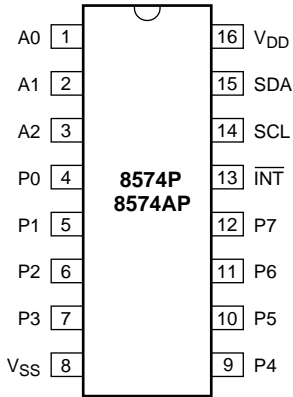 A0 1 16 VDD
A1 2 15 SDA
A2 3 14 SCL
P0 4 13 I̅N̅T̅
8574P
8574AP
P1 5 12 P7
P2 6 11 P6
P3 7 10 P5
VSS 8 9 P4